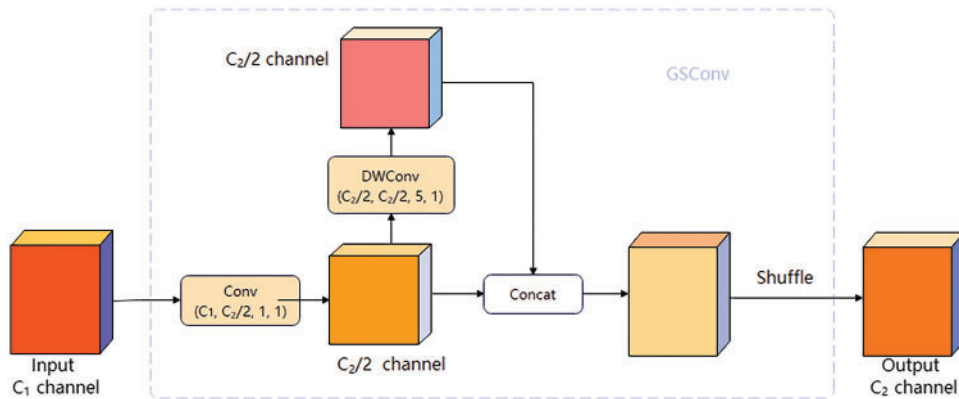 C₂/2 channel
GSConv
DWConv
(C₂/2, C₂/2, 5, 1)
Conv
(C₁, C₂/2, 1, 1)
Concat
Shuffle
Input
C₁ channel
C₂/2 channel
Output
C₂ channel